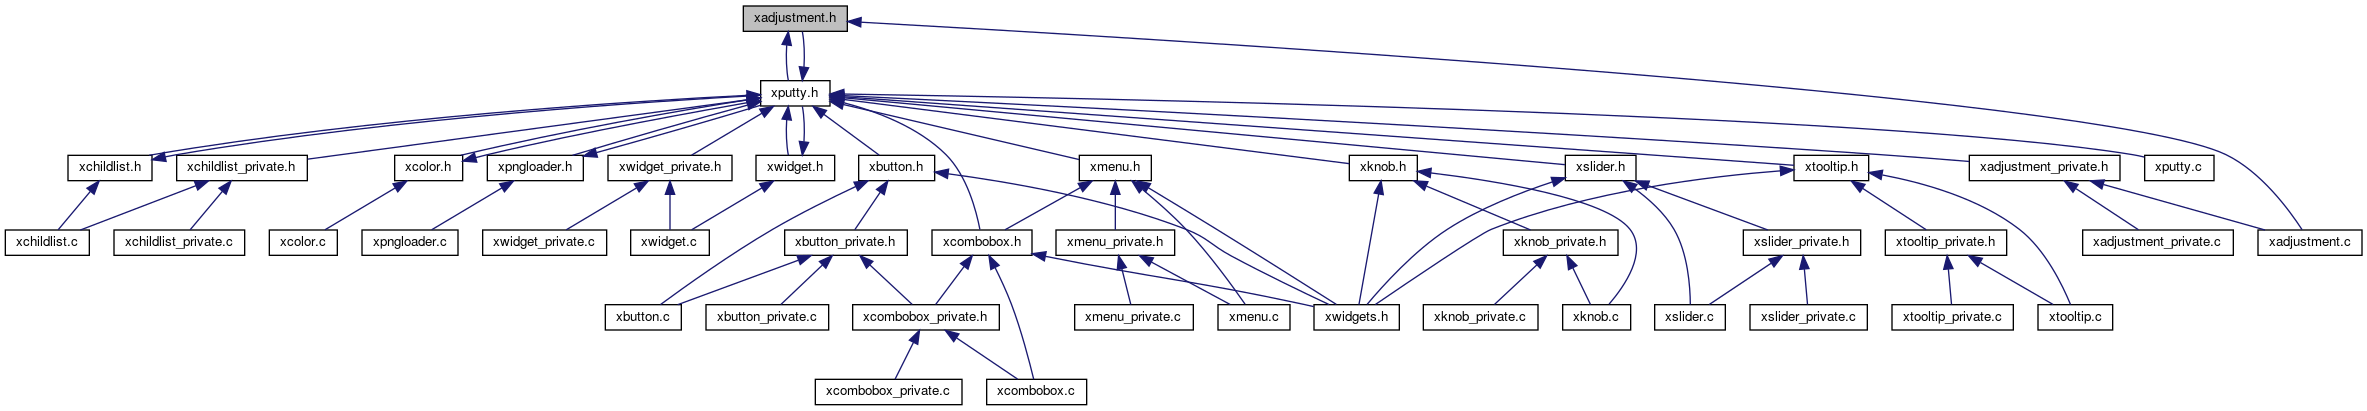 xadjustment.h
xputty.h
xchildlist.h
xchildlist_private.h
xcolor.h
xpngloader.h
xwidget_private.h
xwidget.h
xbutton.h
xmenu.h
xknob.h
xslider.h
xtooltip.h
xadjustment_private.h
xputty.c
xchildlist.c
xchildlist_private.c
xcolor.c
xpngloader.c
xwidget_private.c
xwidget.c
xbutton_private.h
xcombobox.h
xmenu_private.h
xknob_private.h
xslider_private.h
xtooltip_private.h
xadjustment_private.c
xadjustment.c
xbutton.c
xbutton_private.c
xcombobox_private.h
xmenu_private.c
xmenu.c
xwidgets.h
xknob_private.c
xknob.c
xslider.c
xslider_private.c
xtooltip_private.c
xtooltip.c
xcombobox_private.c
xcombobox.c